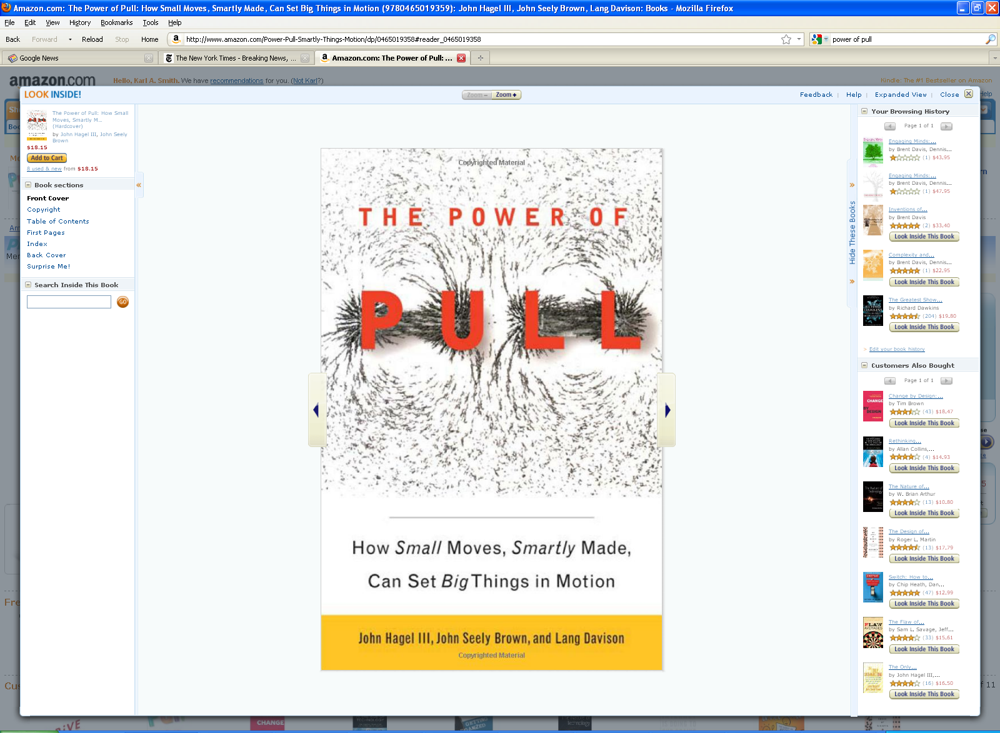 Amazon.com: The Power of Pull: How Small Moves, Smartly Made, Can Set Big Things in Motion (9780465019359): John Hagel III, John Seely Brown, Lang Davison: Books - Mozilla Firefox
File Edit View History Bookmarks Tools Help
Back Forward Reload Stop Home http://www.amazon.com/Power-Pull-Smartly-Things-Motion/dp/0465019358#reader_0465019358 power of pull
Google News The New York Times - Breaking News, ... Amazon.com: The Power of Pull: ...
amazon.com Hello, Karl A. Smith. We have recommendations for you. (Not Karl?) Kindle: The #1 Bestseller on Amazon
LOOK INSIDE! Zoom – Zoom + Feedback | Help | Expanded View | Close
Help
The Power of Pull: How Small
Moves, Smartly M...
(Hardcover)
by John Hagel III, John Seely
Brown
$18.15
Add to Cart
8 used & new from $18.15
Book sections
Front Cover
Copyright
Table of Contents
First Pages
Index
Back Cover
Surprise Me!
Search Inside This Book
GO
«
Copyrighted Material
THE POWER OF
PULL
How Small Moves, Smartly Made,
Can Set Big Things in Motion
John Hagel III, John Seely Brown, and Lang Davison
Copyrighted Material
»
Hide These Books
»
Your Browsing History
Page 1 of 1
Engaging Minds:...
by Brent Davis, Dennis...
(1) $43.95
Engaging Minds:...
by Brent Davis, Dennis...
(1) $47.95
Inventions of...
by Brent Davis
(2) $33.40
Look Inside This Book
Complexity and...
by Brent Davis, Dennis...
(1) $22.95
Look Inside This Book
The Greatest Show...
by Richard Dawkins
(204) $19.80
Look Inside This Book
> Edit your book history
Customers Also Bought
Page 1 of 1
Change by Design:...
by Tim Brown
(43) $18.47
Look Inside This Book
Rethinking...
by Allan Collins,...
(4) $14.93
Look Inside This Book
The Nature of...
by W. Brian Arthur
(13) $10.80
Look Inside This Book
The Design of...
by Roger L. Martin
(13) $17.79
Look Inside This Book
Switch: How to...
by Chip Heath, Dan...
(47) $12.99
Look Inside This Book
The Flaw of...
by Sam L. Savage, Jeff...
(33) $15.61
Look Inside This Book
The Only...
by John Hagel III,...
(16) $16.50
Look Inside This Book
of 11
CHANGE